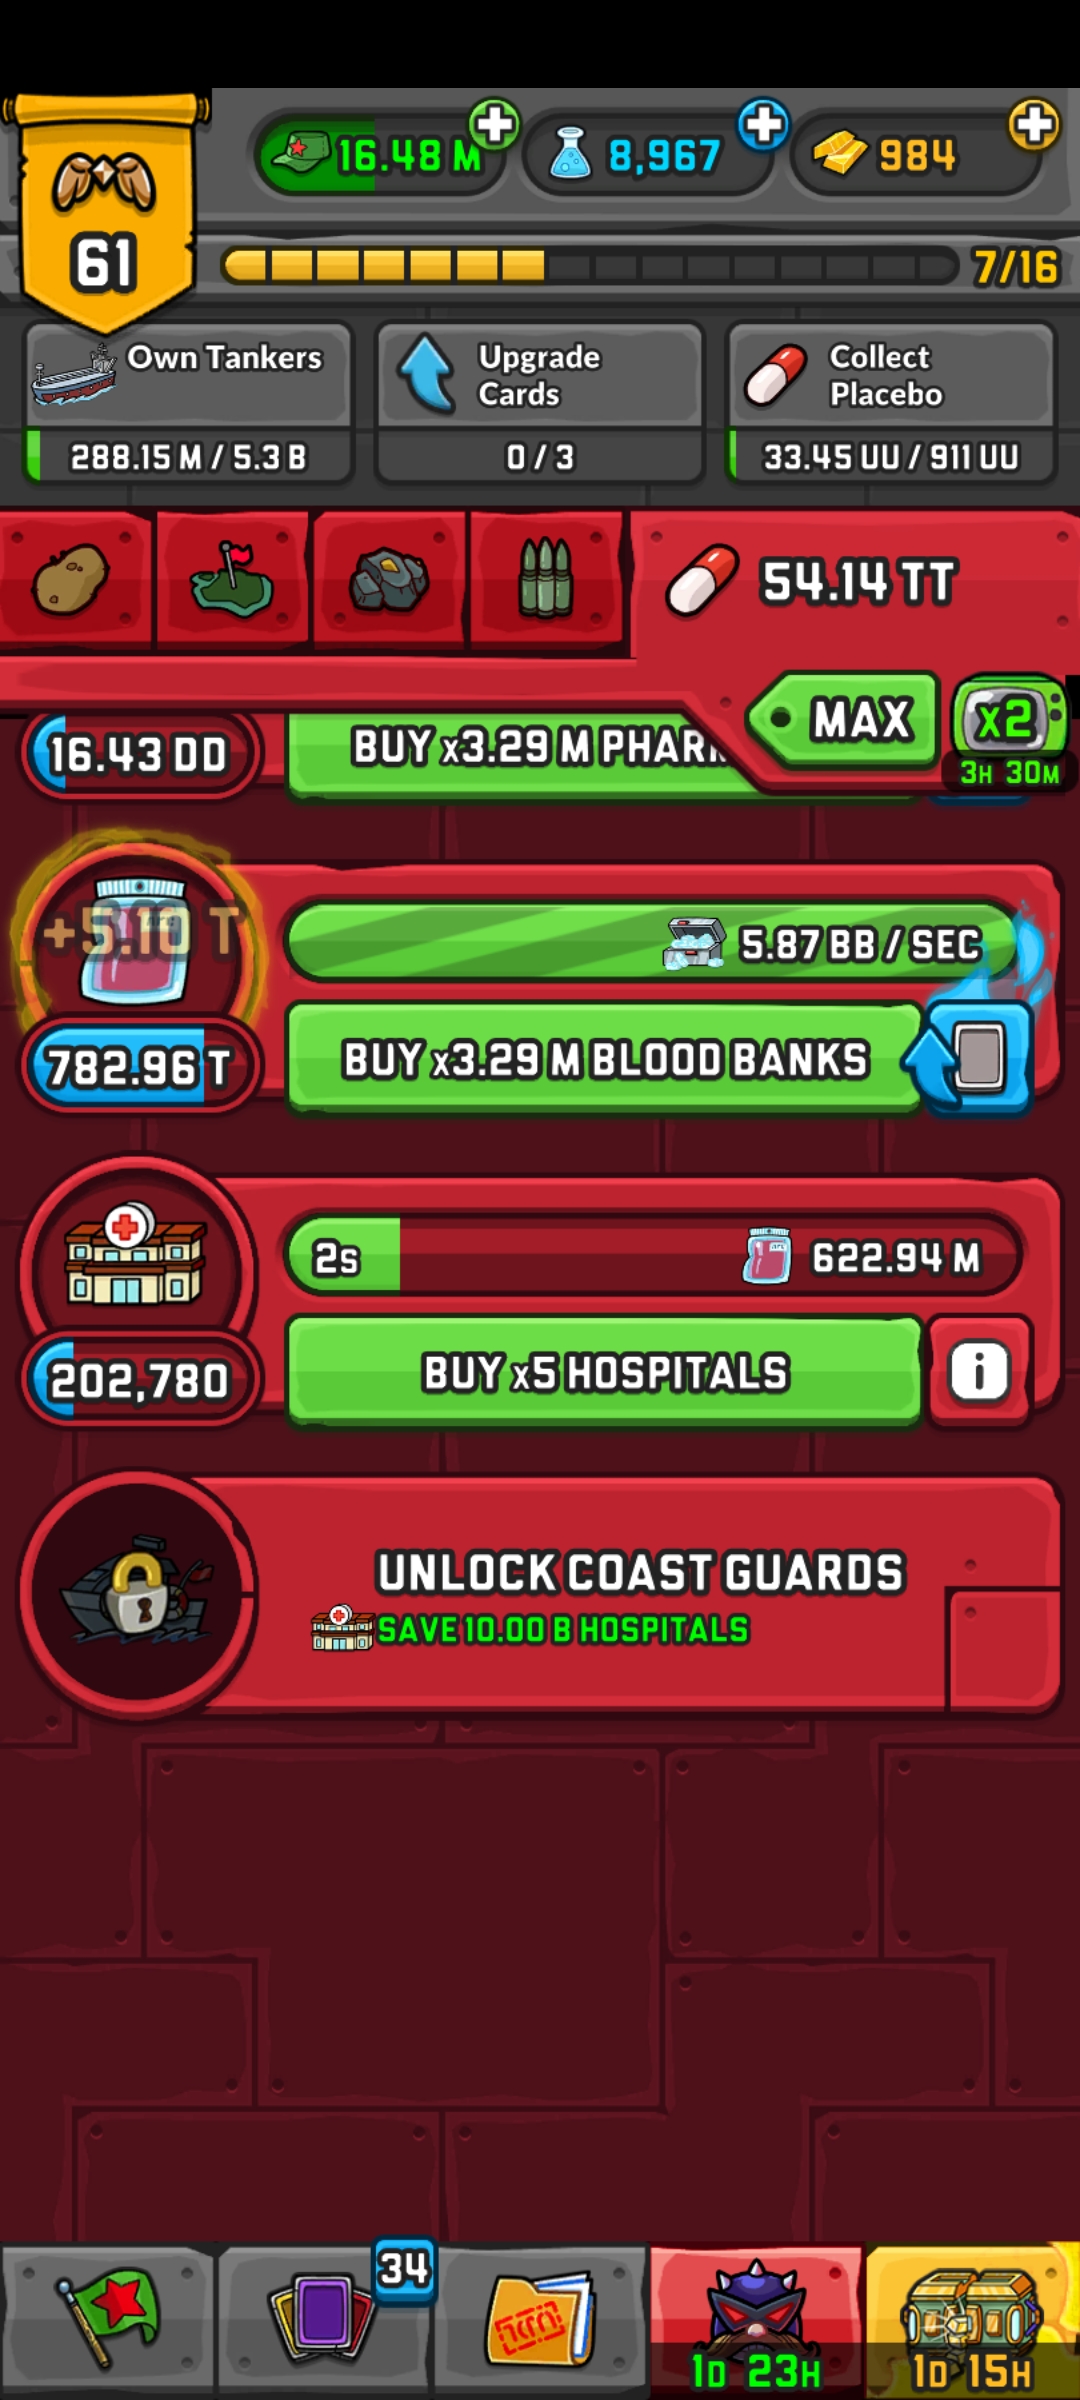 16.48 M
8,967
984
61
7/16
Own Tankers
288.15 M / 5.3 B
Upgrade
Cards
0 / 3
Collect
Placebo
33.45 UU / 911 UU
54.14 TT
MAX
x2
3H 30M
16.43 DD
BUY x3.29 M PHARM
+5.10 T
5.87 BB / SEC
782.96 T
BUY x3.29 M BLOOD BANKS
2s
622.94 M
202,780
BUY x5 HOSPITALS
i
UNLOCK COAST GUARDS
SAVE 10.00 B HOSPITALS
34
1D 23H
1D 15H